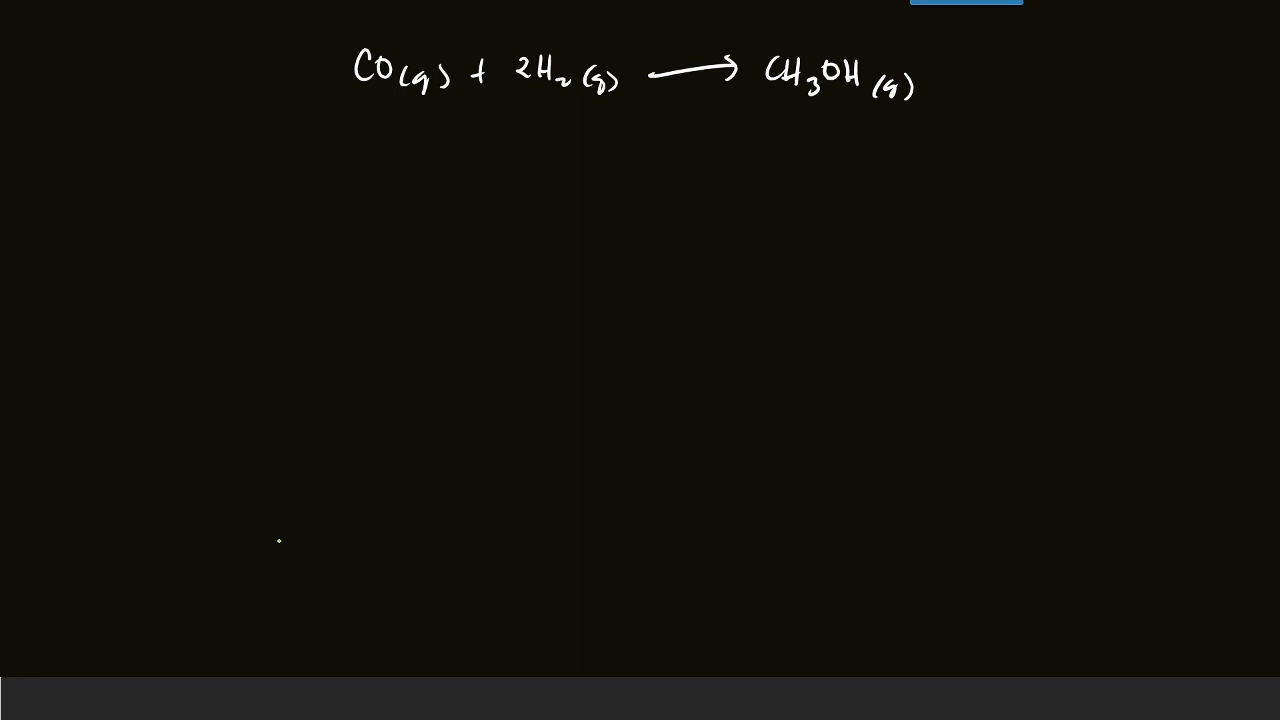 CO(g) + 2H₂(g) ⟶ CH₃OH(g)